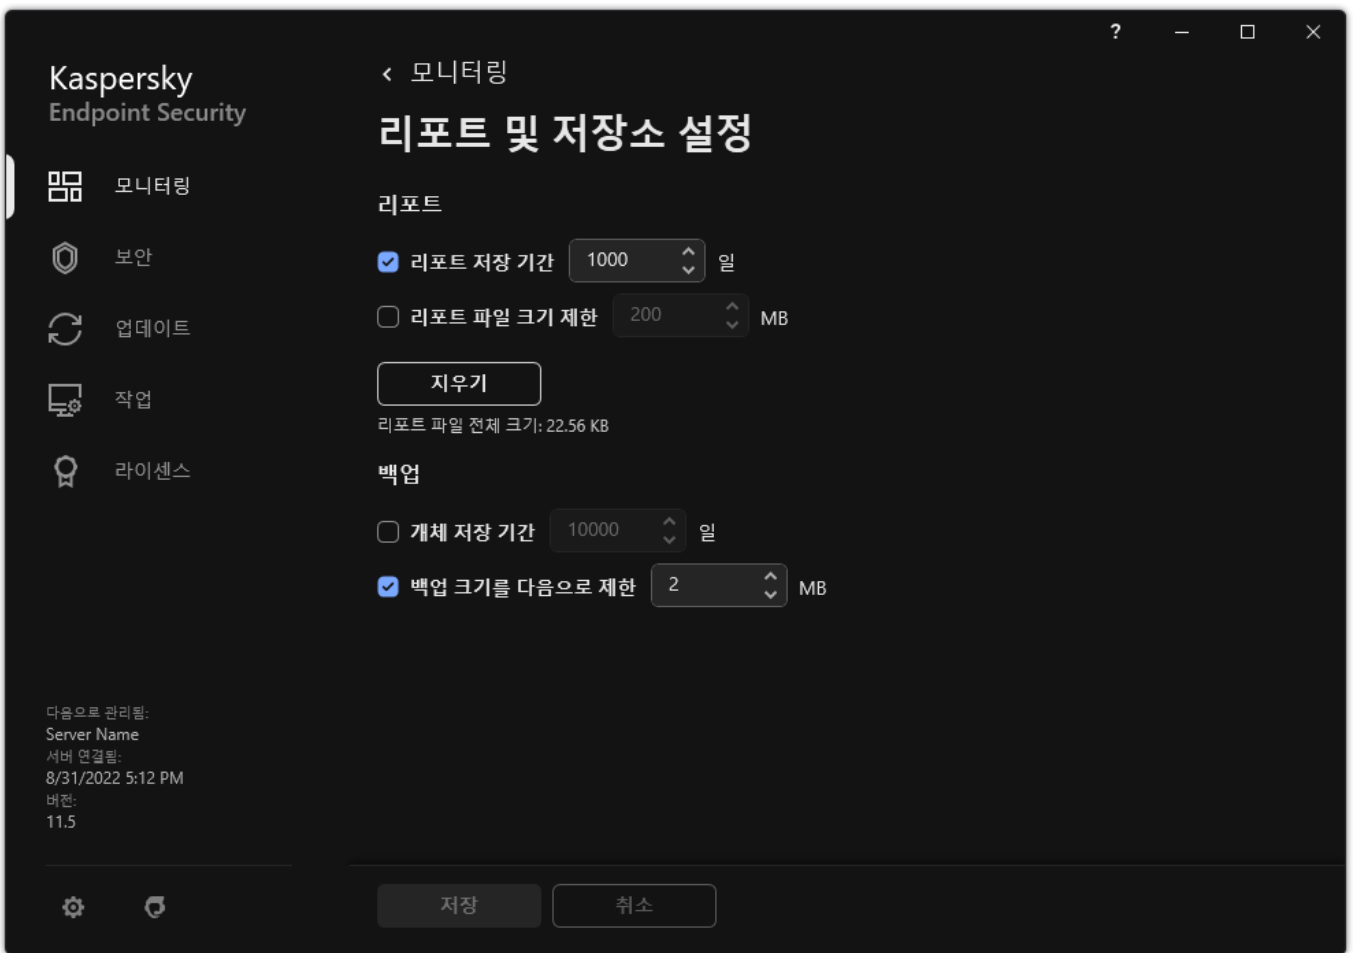 ?
Kaspersky
Endpoint Security
모니터링
보안
업데이트
작업
라이센스
다음으로 관리됨:
Server Name
서버 연결됨:
8/31/2022 5:12 PM
버전:
11.5
모니터링
리포트 및 저장소 설정
리포트
리포트 저장 기간 1000 일
리포트 파일 크기 제한 200 MB
지우기
리포트 파일 전체 크기: 22.56 KB
백업
개체 저장 기간 10000 일
백업 크기를 다음으로 제한 2 MB
저장 취소